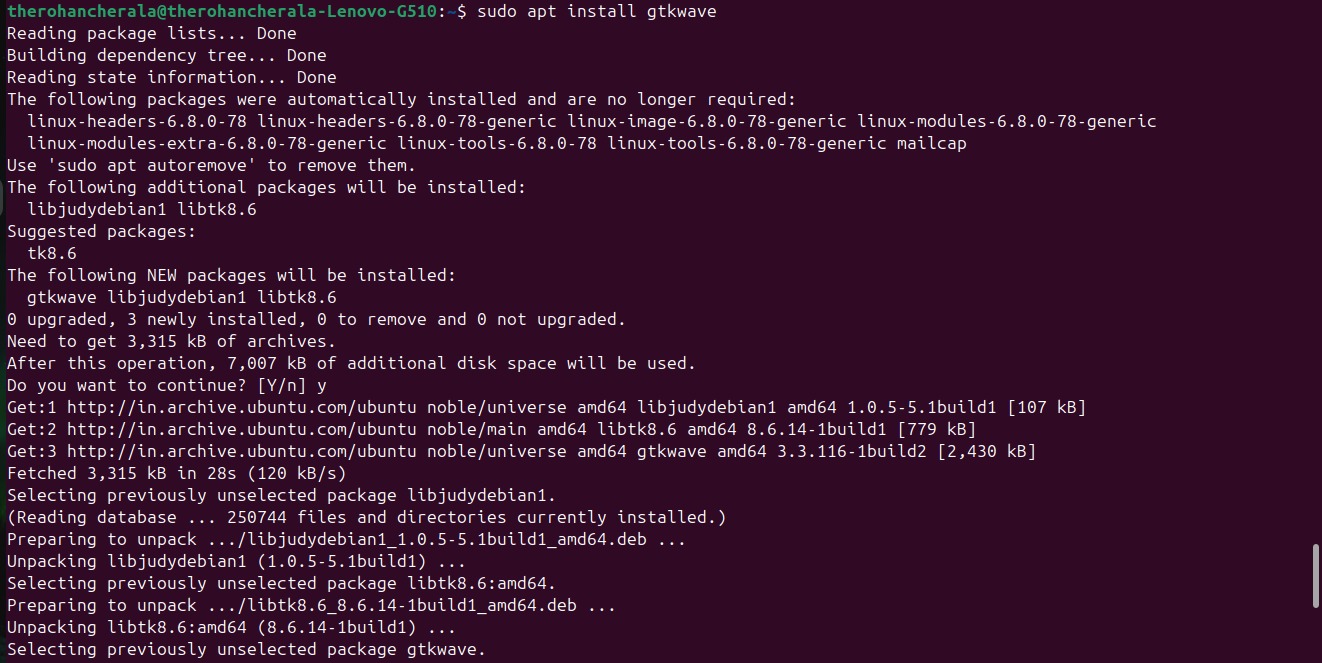 therohancherala@therohancherala-Lenovo-G510:~$ sudo apt install gtkwave
Reading package lists... Done
Building dependency tree... Done
Reading state information... Done
The following packages were automatically installed and are no longer required:
  linux-headers-6.8.0-78 linux-headers-6.8.0-78-generic linux-image-6.8.0-78-generic linux-modules-6.8.0-78-generic
  linux-modules-extra-6.8.0-78-generic linux-tools-6.8.0-78 linux-tools-6.8.0-78-generic mailcap
Use 'sudo apt autoremove' to remove them.
The following additional packages will be installed:
  libjudydebian1 libtk8.6
Suggested packages:
  tk8.6
The following NEW packages will be installed:
  gtkwave libjudydebian1 libtk8.6
0 upgraded, 3 newly installed, 0 to remove and 0 not upgraded.
Need to get 3,315 kB of archives.
After this operation, 7,007 kB of additional disk space will be used.
Do you want to continue? [Y/n] y
Get:1 http://in.archive.ubuntu.com/ubuntu noble/universe amd64 libjudydebian1 amd64 1.0.5-5.1build1 [107 kB]
Get:2 http://in.archive.ubuntu.com/ubuntu noble/main amd64 libtk8.6 amd64 8.6.14-1build1 [779 kB]
Get:3 http://in.archive.ubuntu.com/ubuntu noble/universe amd64 gtkwave amd64 3.3.116-1build2 [2,430 kB]
Fetched 3,315 kB in 28s (120 kB/s)
Selecting previously unselected package libjudydebian1.
(Reading database ... 250744 files and directories currently installed.)
Preparing to unpack .../libjudydebian1_1.0.5-5.1build1_amd64.deb ...
Unpacking libjudydebian1 (1.0.5-5.1build1) ...
Selecting previously unselected package libtk8.6:amd64.
Preparing to unpack .../libtk8.6_8.6.14-1build1_amd64.deb ...
Unpacking libtk8.6:amd64 (8.6.14-1build1) ...
Selecting previously unselected package gtkwave.